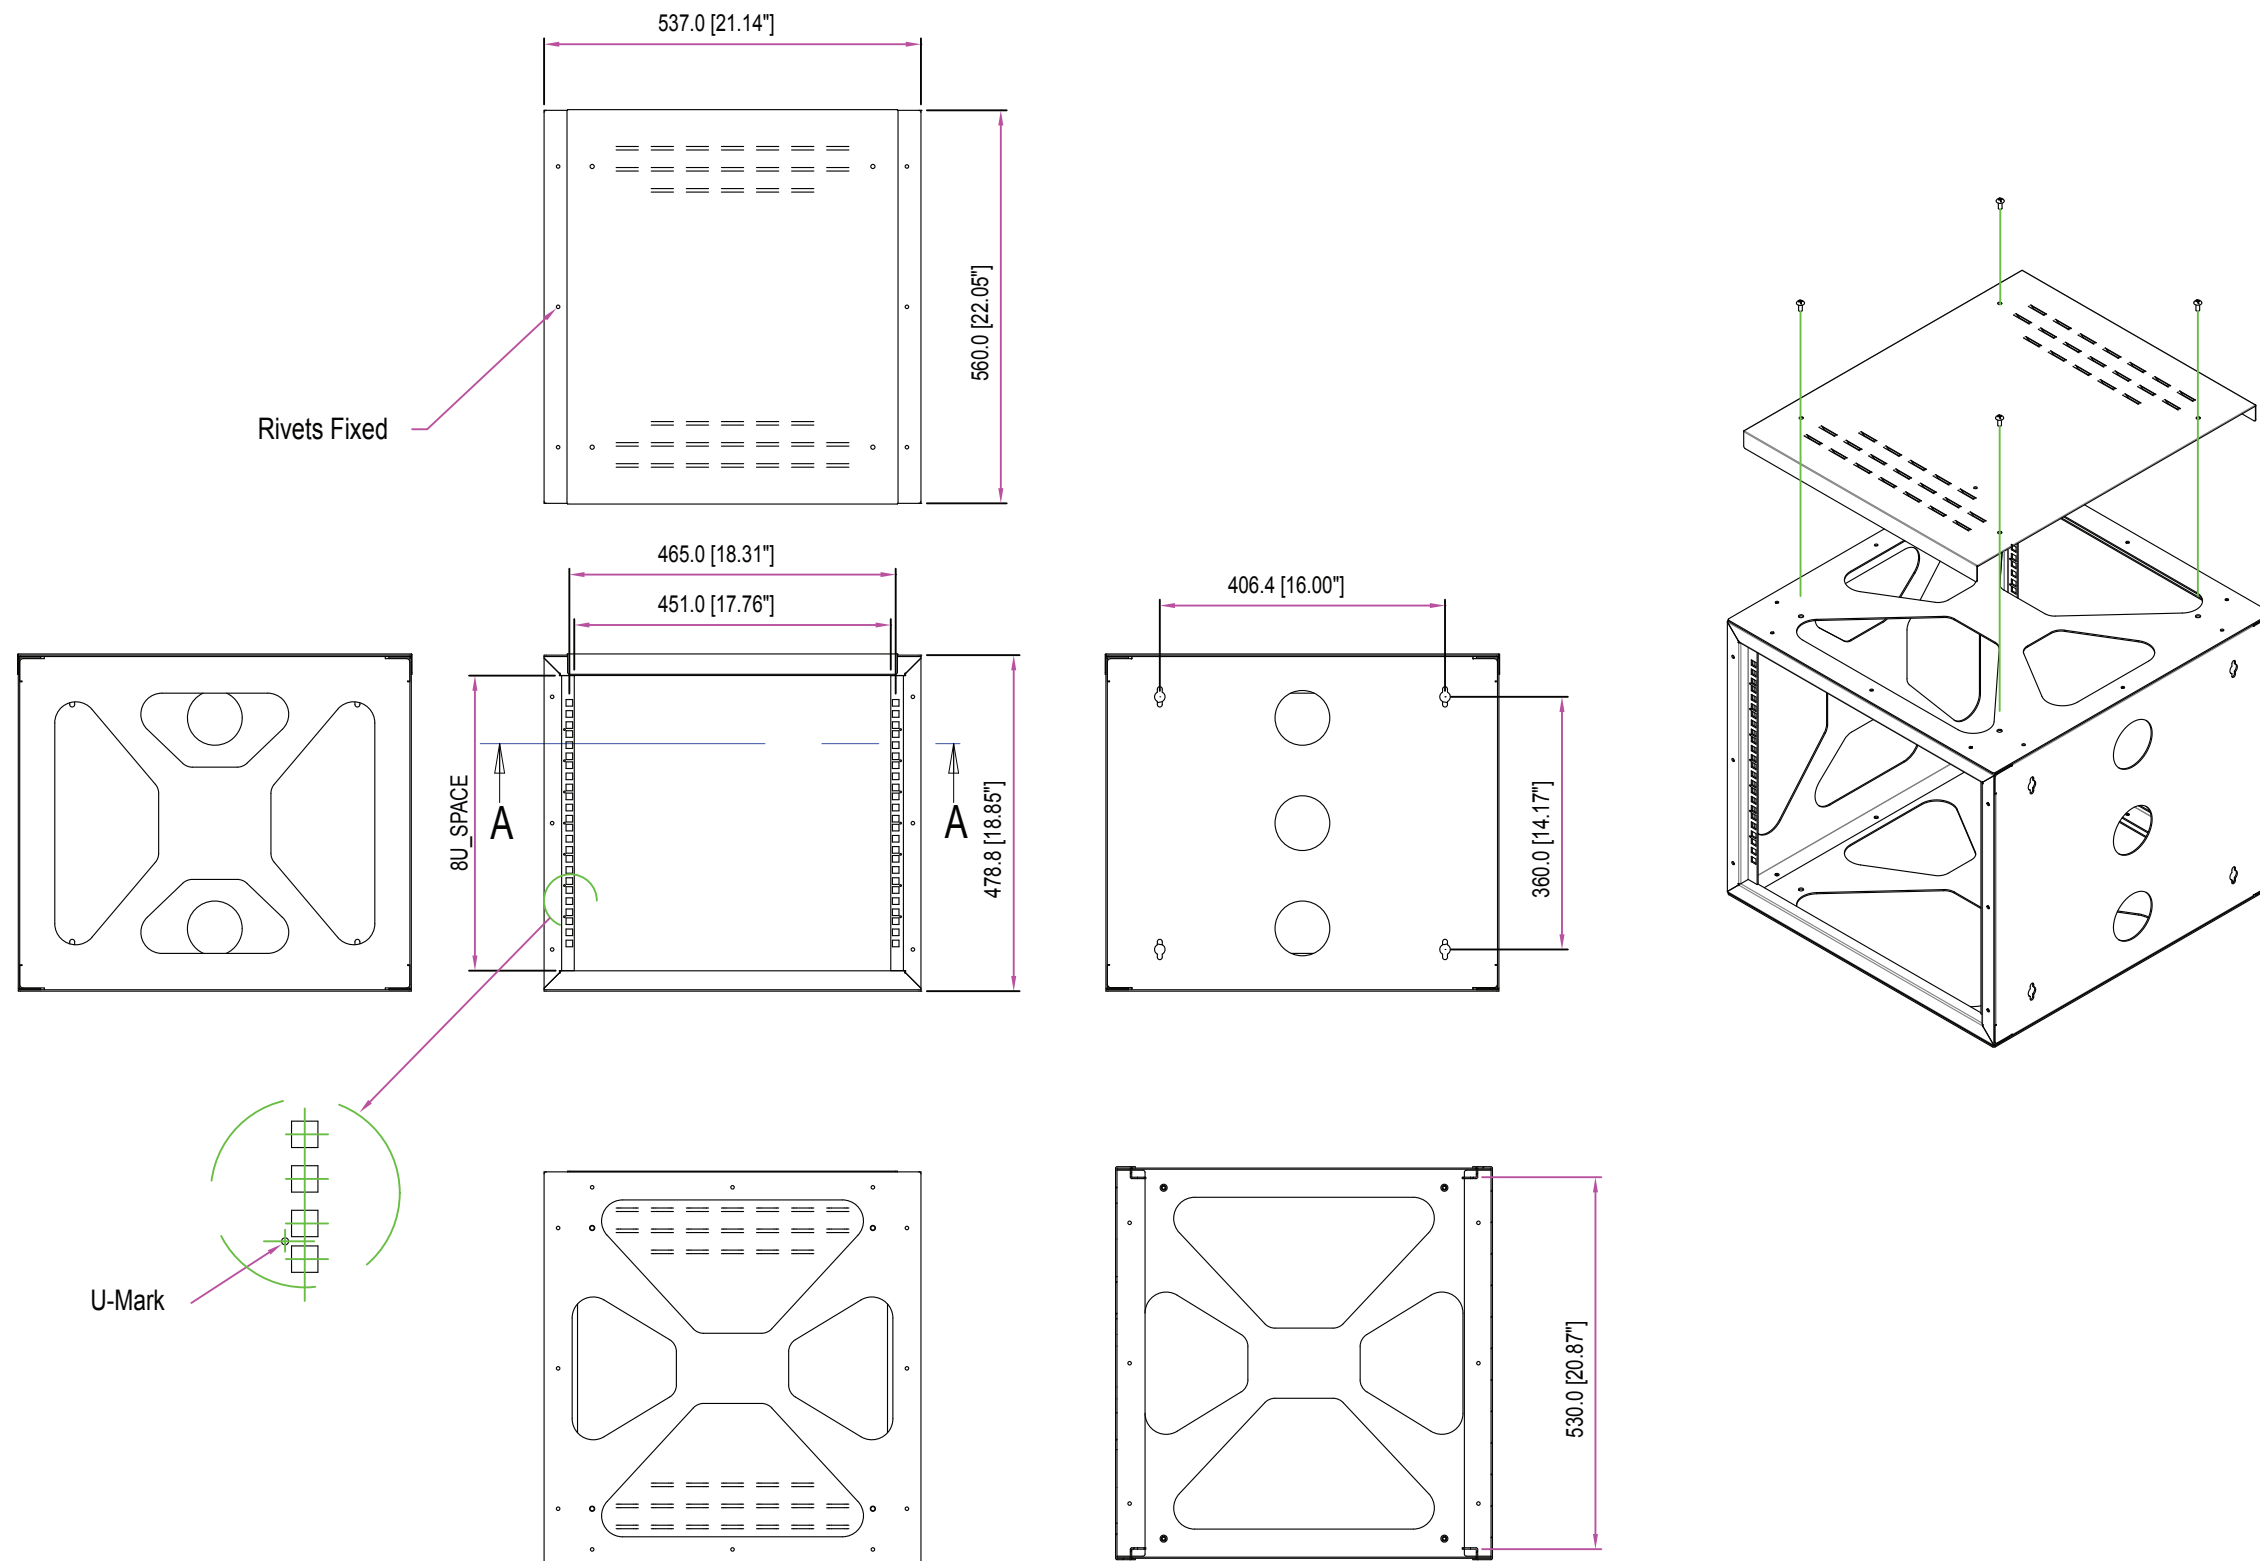 537.0 [21.14"]
560.0 [22.05"]
Rivets Fixed
465.0 [18.31"]
451.0 [17.76"]
406.4 [16.00"]
8U_SPACE
A
A
478.8 [18.85"]
360.0 [14.17"]
U-Mark
530.0 [20.87"]